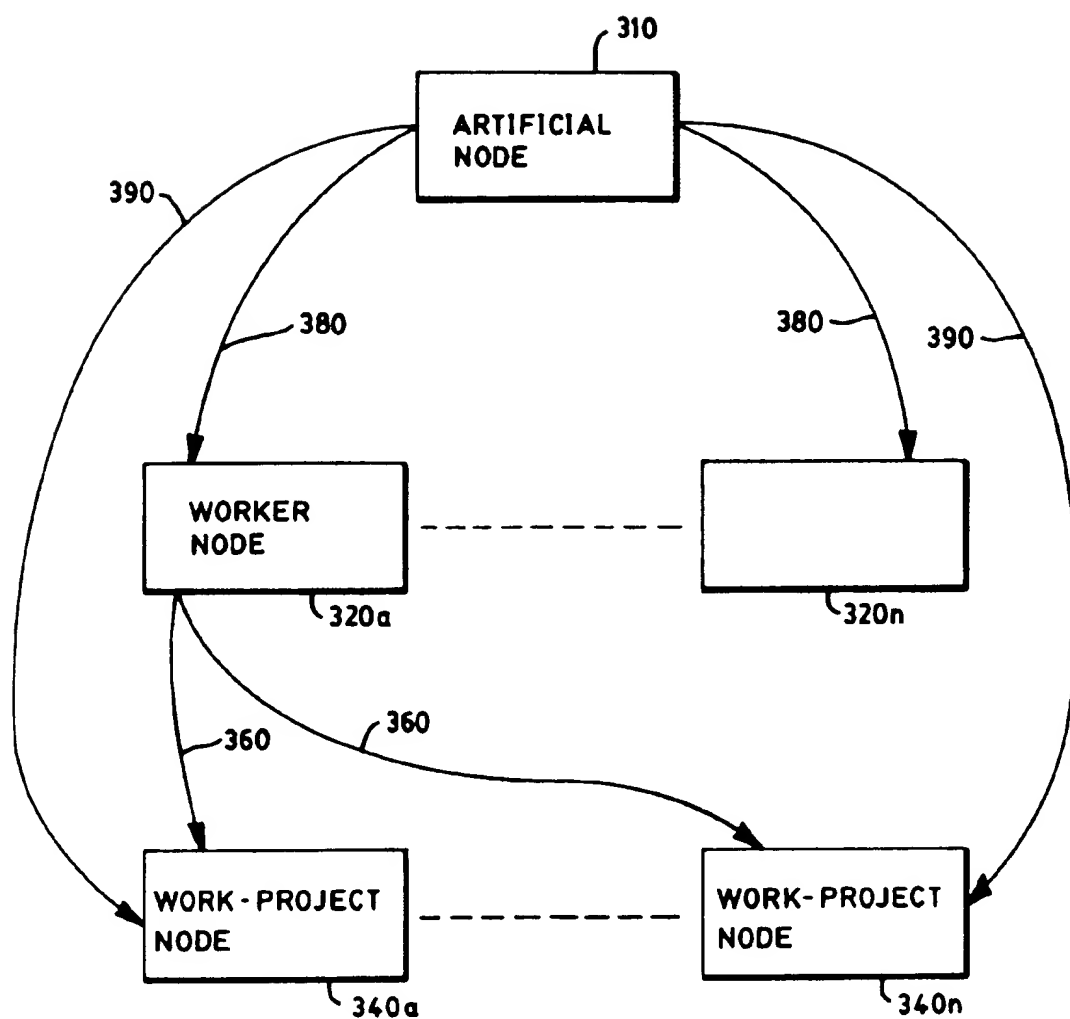 310
ARTIFICIAL
NODE
390
380
380
390
WORKER
NODE
320a
320n
360
360
WORK-PROJECT
NODE
WORK-PROJECT
NODE
340a
340n